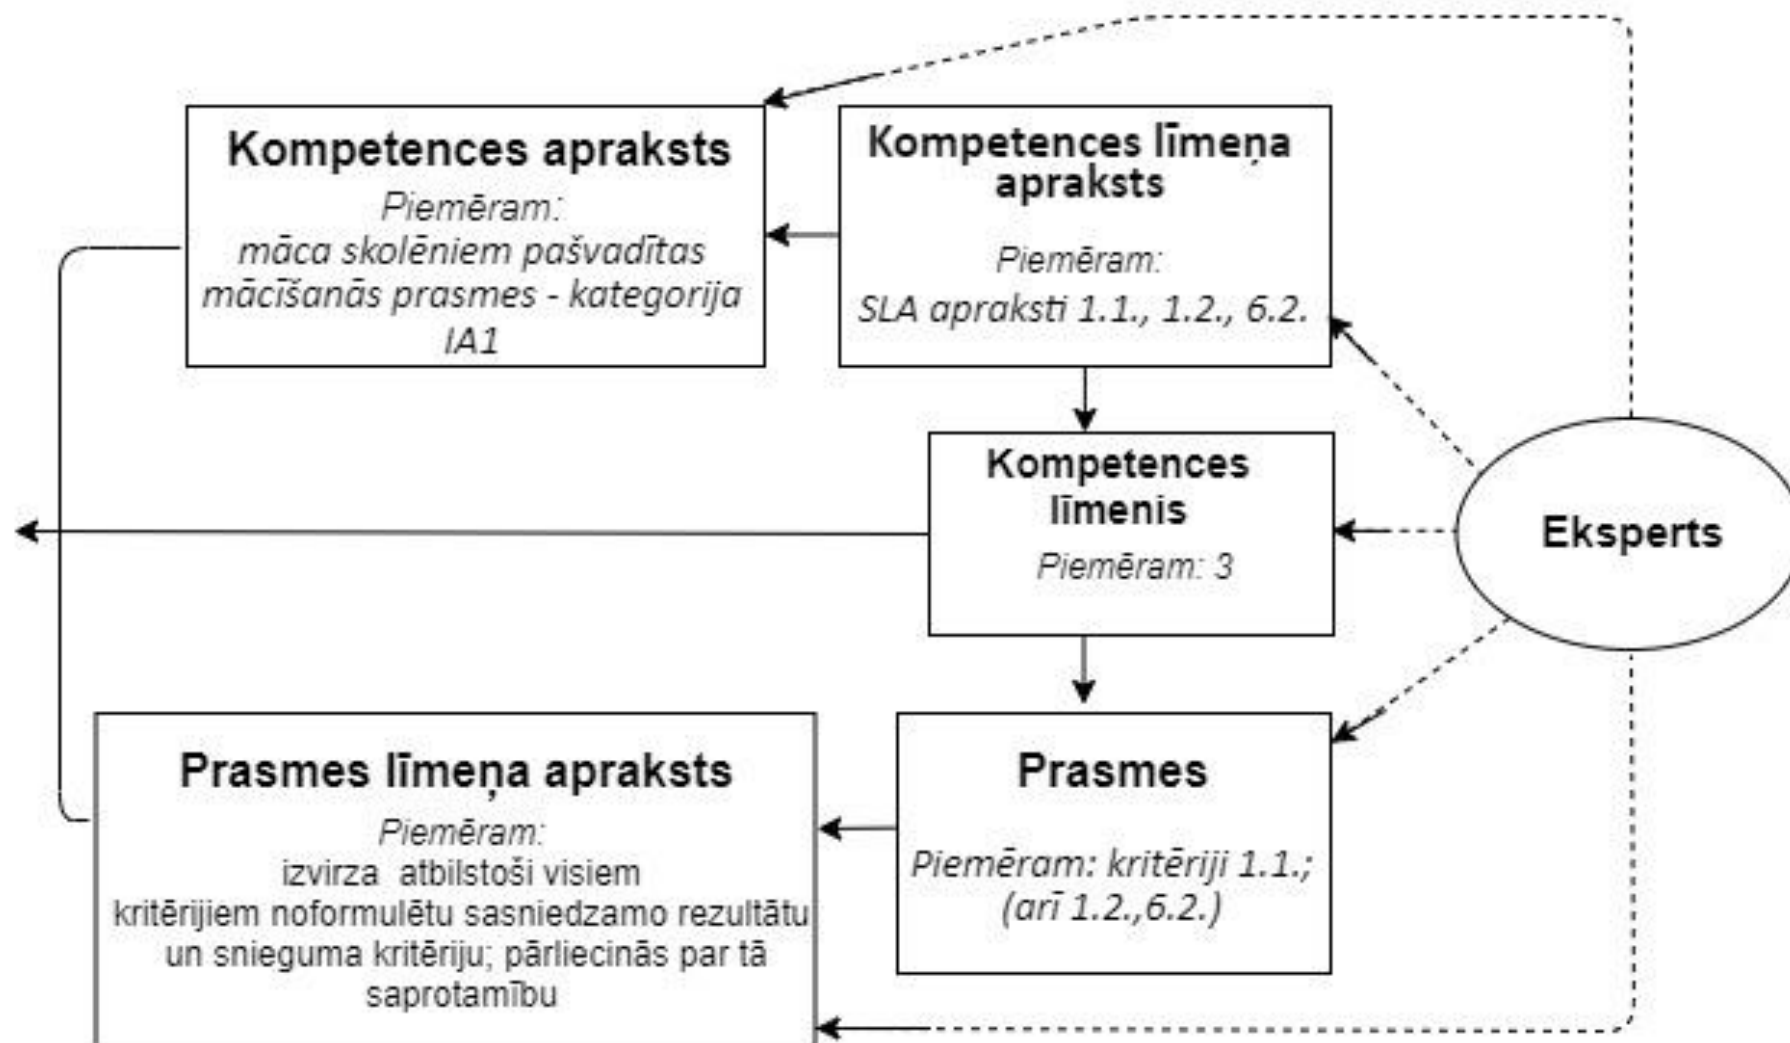 Kompetences apraksts
Piemēram:
māca skolēniem pašvadītas
mācīšanās prasmes - kategorija
IA1
Kompetences līmeņa
apraksts
Piemēram:
SLA apraksti 1.1., 1.2., 6.2.
Kompetences
līmenis
Piemēram: 3
Eksperts
Prasmes līmeņa apraksts
Piemēram:
izvirza atbilstoši visiem
kritērijiem noformulētu sasniedzamo rezultātu
un snieguma kritēriju; pārliecinās par tā
saprotamību
Prasmes
Piemēram: kritēriji 1.1.;
(arī 1.2.,6.2.)